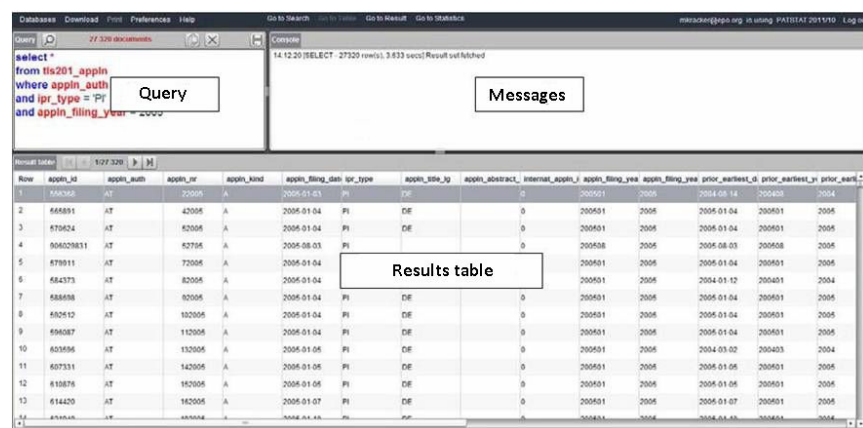 Databases Download Print Preferences Help Go to Search Go to Table Go to Result Go to Statistics mkracker@epo.org is using PATSTAT 2011/10 Log ou
Query 27 320 documents Console
select *
from tls201_appln
where appln_auth
and ipr_type = 'PI'
and appln_filing_year = 2005
14:12:20 [SELECT - 27320 row(s), 3.633 secs] Result set fetched
Query
Messages
Result table 1/27 320
Row appln_id appln_auth appln_nr appln_kind appln_filing_date ipr_type appln_title_lg appln_abstract_ internat_appln_i appln_filing_yea appln_filing_yea prior_earliest_d prior_earliest_y prior_earli
1 AT 22005 A 2005-01-03 PI DE 0 200501 2005 2004-08-14 200408 2004
2 565891 AT 42005 A 2005-01-04 PI DE 0 200501 2005 2005-01-04 200501 2005
3 570624 AT 52005 A 2005-01-04 PI DE 0 200501 2005 2005-01-04 200501 2005
4 906029831 AT 52705 A 2005-08-03 PI 0 200508 2005 2005-08-03 200508 2005
5 579911 AT 72005 A 2005-01-04 200501 2005 2005-01-04 200501 2005
6 584373 AT 82005 A 2005-01-04 200501 2005 2004-01-12 200401 2004
Results table
7 588698 AT 92005 A 2005-01-04 PI DE 0 200501 2005 2005-01-04 200501 2005
8 592512 AT 102005 A 2005-01-04 PI DE 0 200501 2005 2005-01-04 200501 2005
9 596087 AT 112005 A 2005-01-04 PI DE 0 200501 2005 2005-01-04 200501 2005
10 603595 AT 132005 A 2005-01-05 PI DE 0 200501 2005 2004-03-02 200403 2004
11 607331 AT 142005 A 2005-01-05 PI DE 0 200501 2005 2005-01-05 200501 2005
12 610876 AT 152005 A 2005-01-05 PI DE 0 200501 2005 2005-01-05 200501 2005
13 614420 AT 162005 A 2005-01-07 PI DE 0 200501 2005 2005-01-07 200501 2005